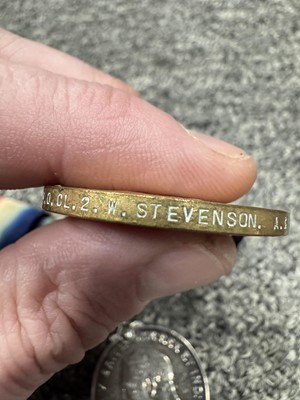 .O.CL.2. W. STEVENSON. A.